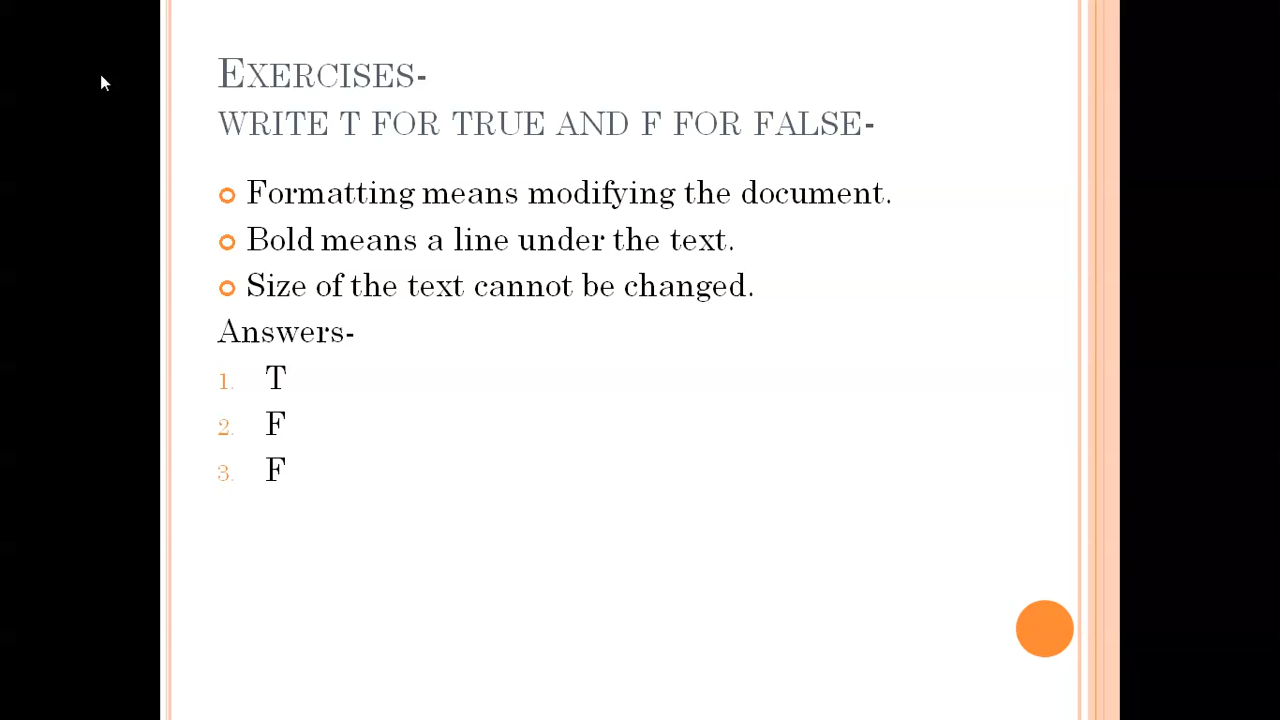 EXERCISES-
WRITE T FOR TRUE AND F FOR FALSE-
Formatting means modifying the document.
Bold means a line under the text.
Size of the text cannot be changed.
Answers-
1. T
2. F
3. F